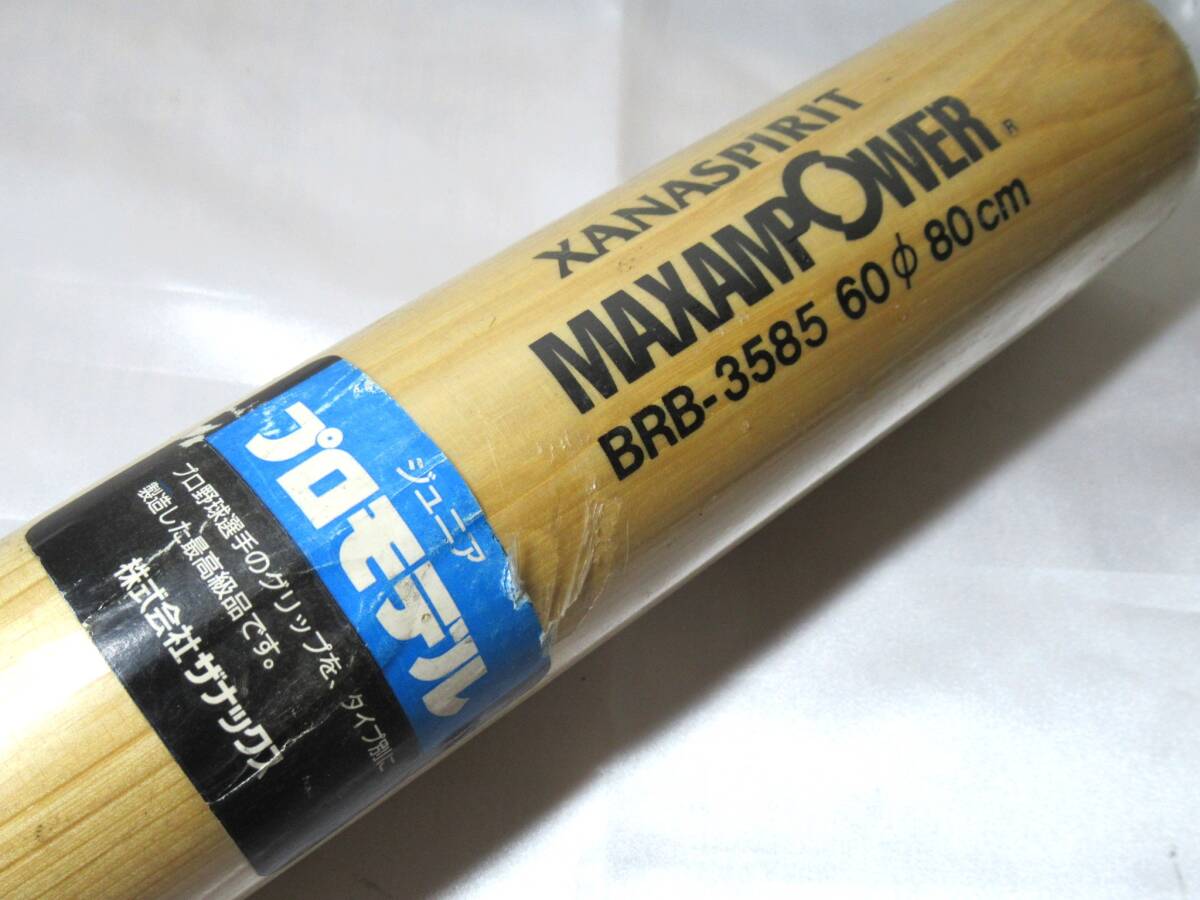 XANASPIRIT
MAXAMPOWER®
BRB-3585 60φ 80cm
ジュニア
プロモデル
プロ野球選手のグリップを、タイプ別に
製造した最高級品です。
株式会社ザナックス